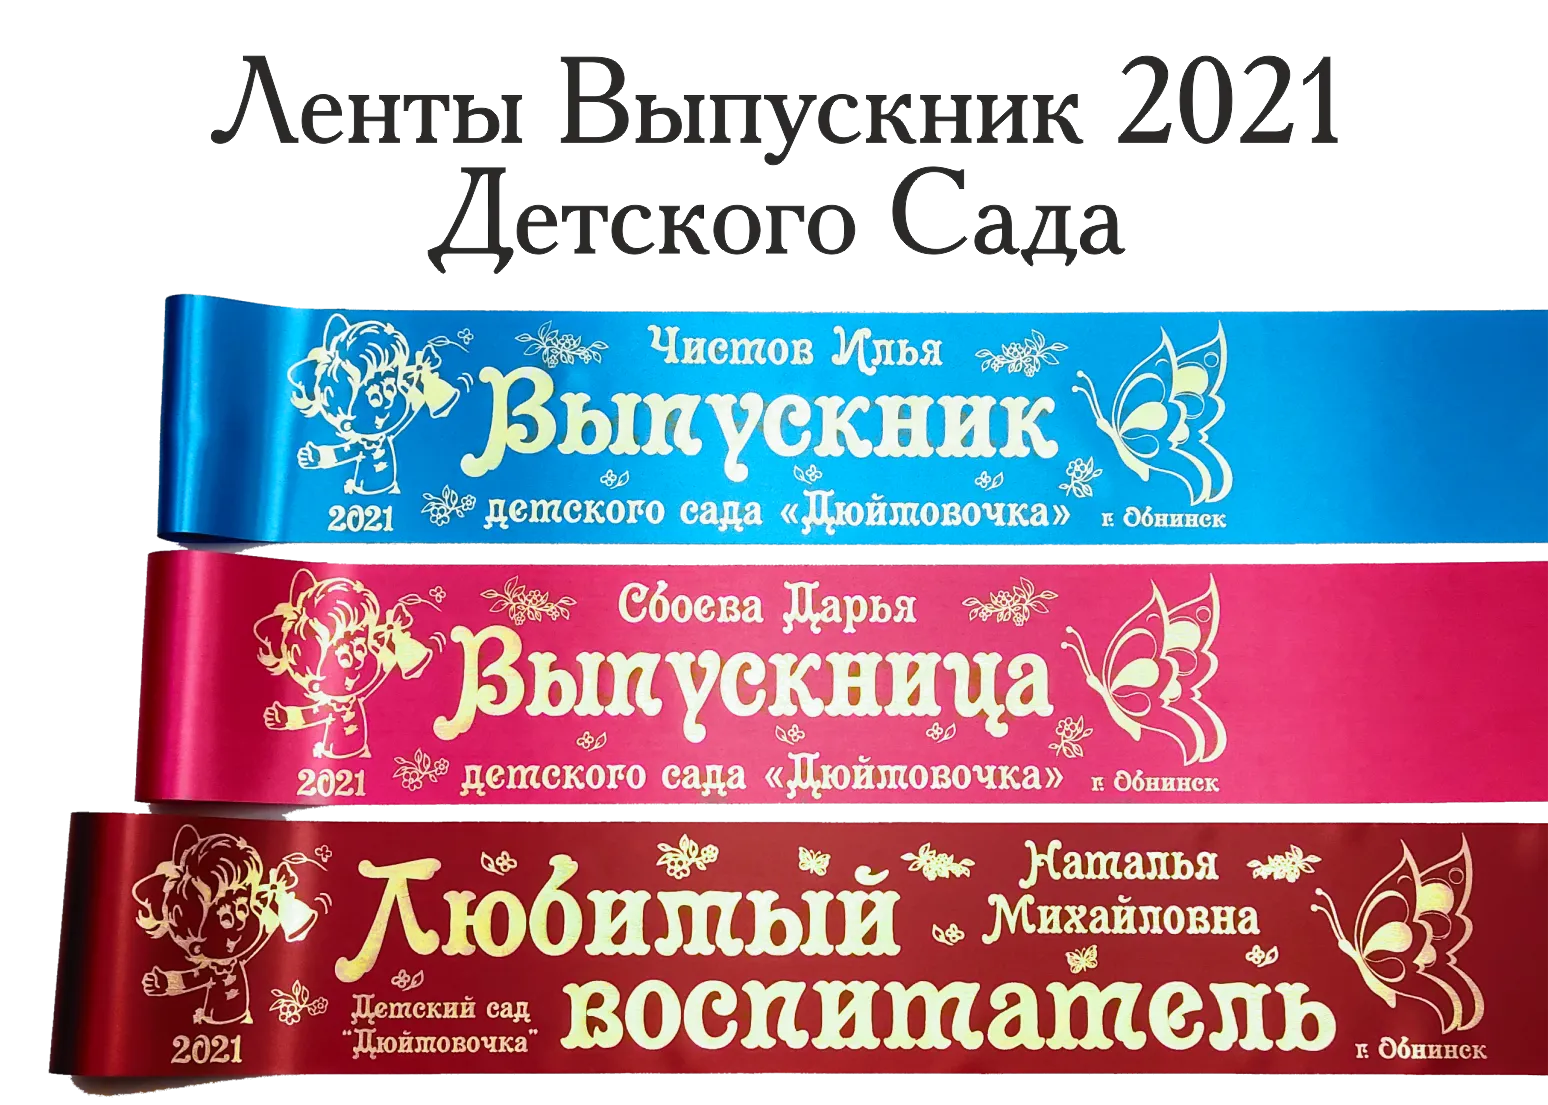 Ленты Выпускник 2021
Детского Сада
Чистов Илья
Выпускник
2021 детского сада «Дюймовочка» г. Обнинск
Сбоева Дарья
Выпускница
2021 детского сада «Дюймовочка» г. Обнинск
Любимый Наталья
Михайловна
воспитатель
Детский сад
"Дюймовочка"
2021 г. Обнинск